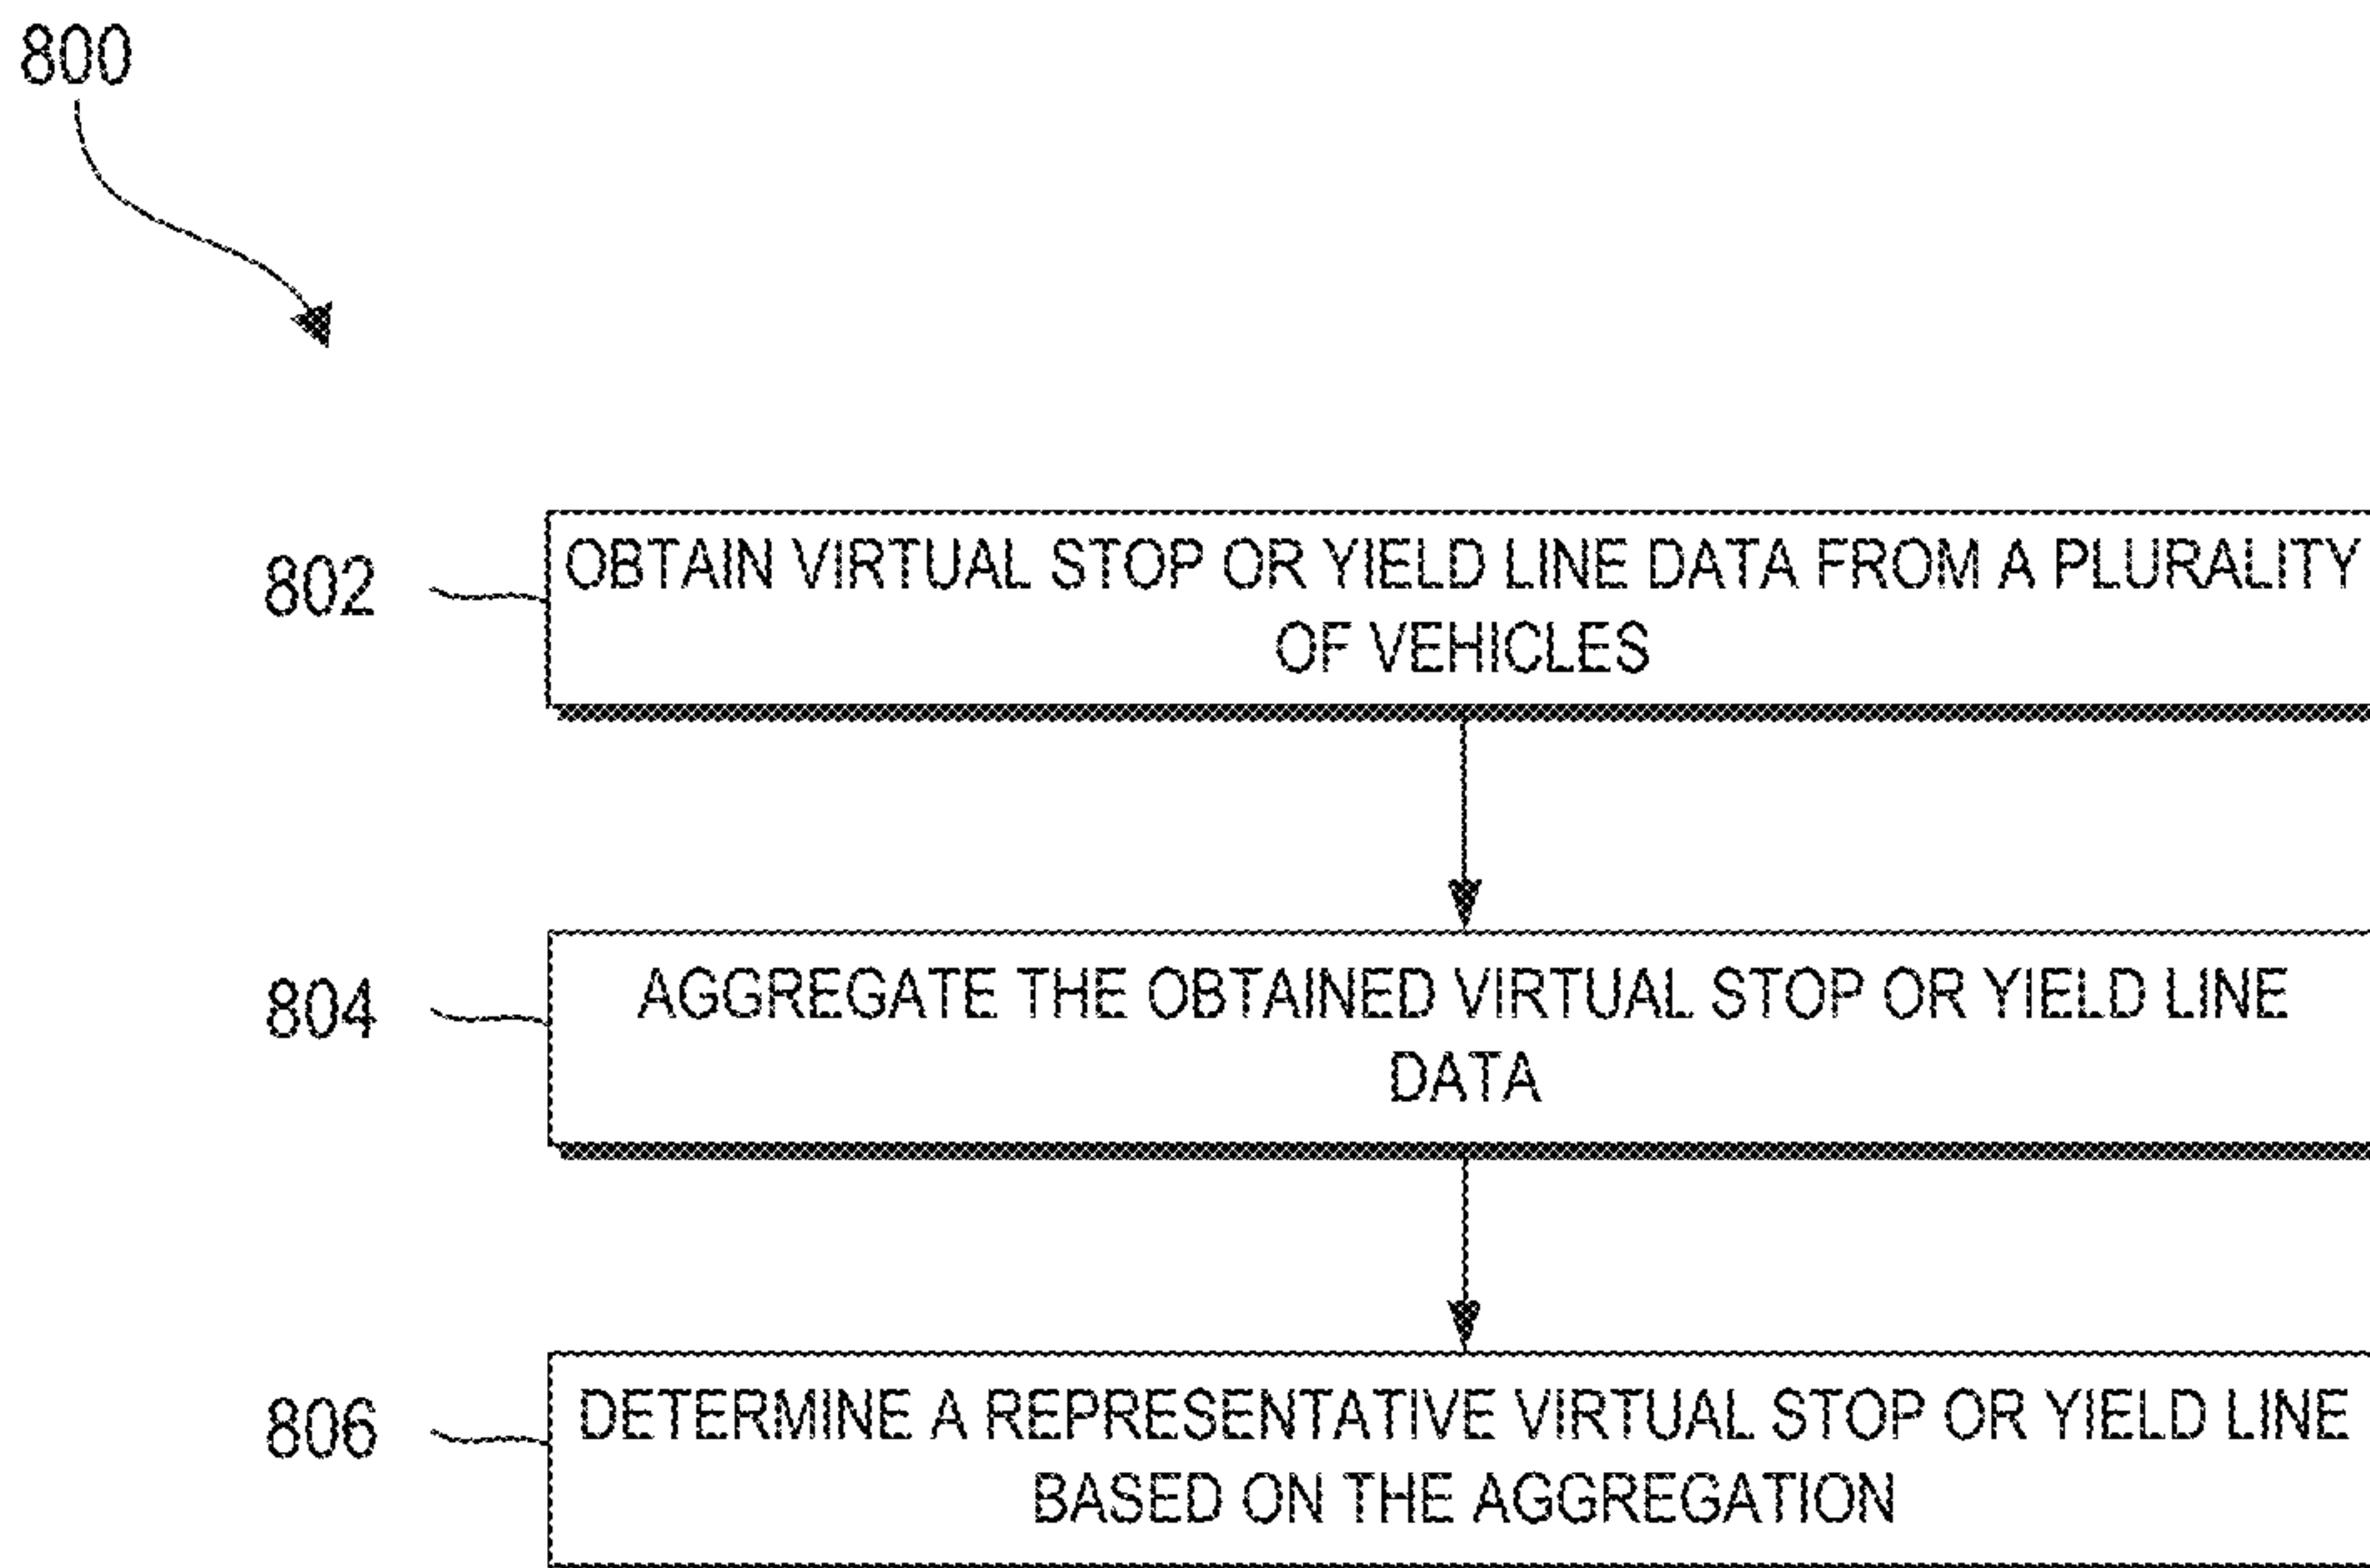 800
802
OBTAIN VIRTUAL STOP OR YIELD LINE DATA FROM A PLURALITY
OF VEHICLES
804
AGGREGATE THE OBTAINED VIRTUAL STOP OR YIELD LINE
DATA
806
DETERMINE A REPRESENTATIVE VIRTUAL STOP OR YIELD LINE
BASED ON THE AGGREGATION